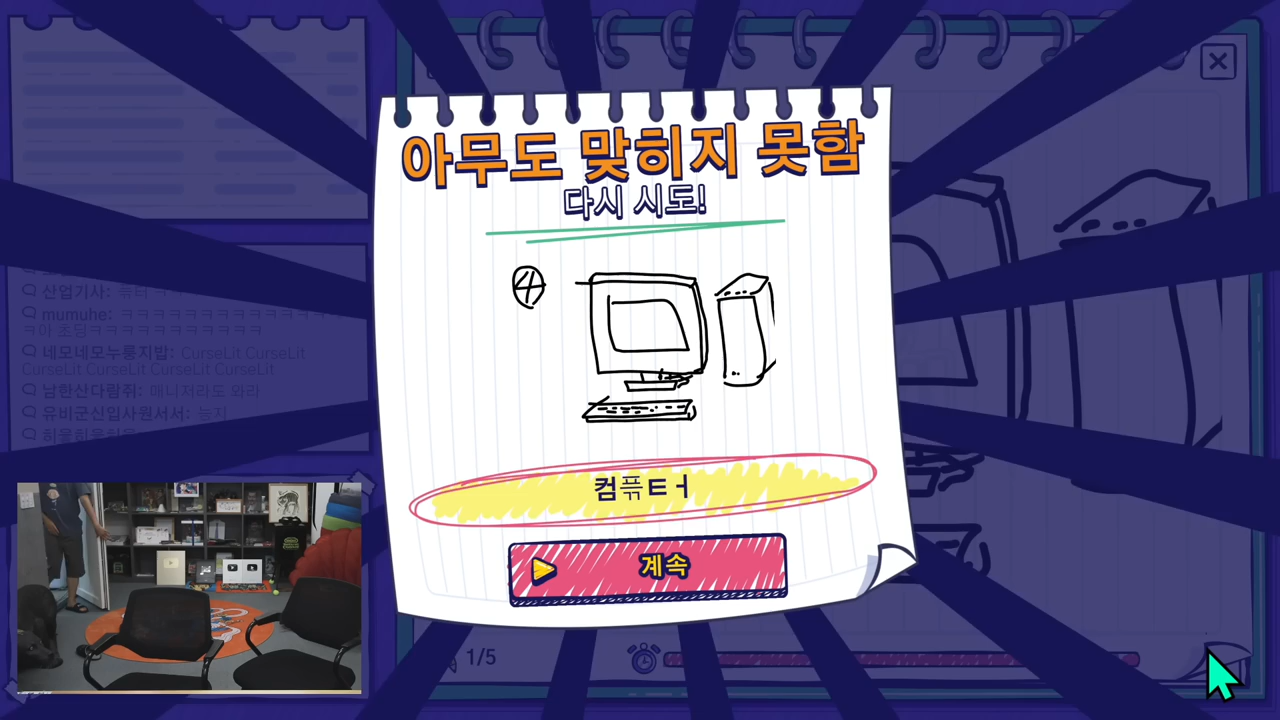 아무도 맞히지 못함
다시 시도!
④
산업기사:
mumuhe: ㅋㅋㅋㅋㅋㅋㅋㅋㅋㅋㅋ
ㅋ이 초딩ㅋㅋㅋㅋㅋㅋㅋㅋㅋㅋㅋ
네모네모누룽지밥: CurseLit CurseLit
CurseLit CurseLit CurseLit CurseLit
남한산다람쥐: 애니저라도 와라
유비군신입사원서서: 능지
컴퓨ㅠㅌㅓ
계속
1/5